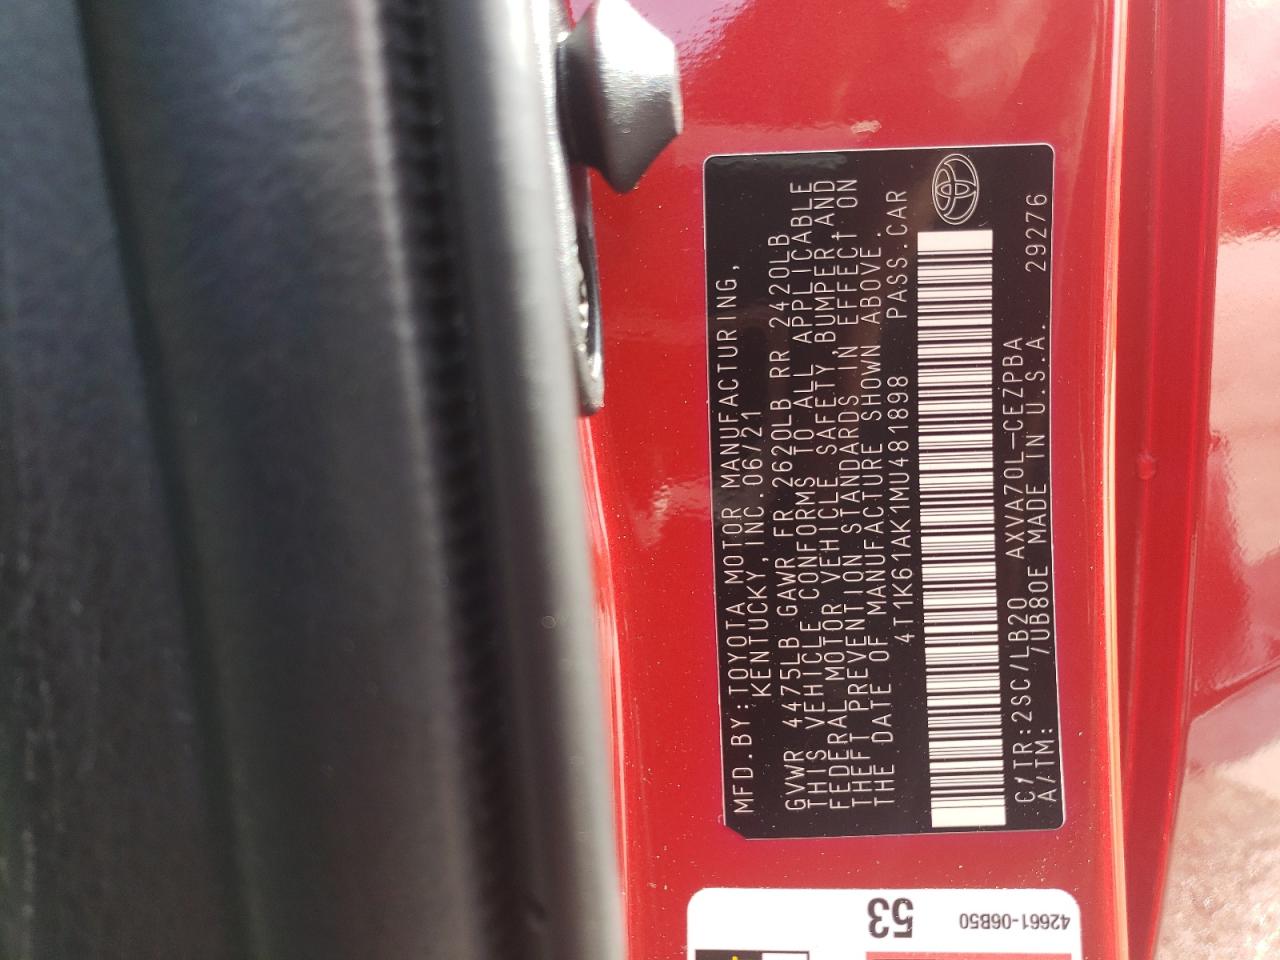 MFD.BY:TOYOTA MOTOR MANUFACTURING,
KENTUCKY,INC.06/21
GVWR 4475LB GAWR FR 2620LB RR 2420LB
THIS VEHICLE CONFORMS TO ALL APPLICABLE
FEDERAL MOTOR VEHICLE SAFETY,BUMPER AND
THEFT PREVENTION STANDARDS IN EFFECT ON
THE DATE OF MANUFACTURE SHOWN ABOVE.
4T1K61AK1MU481898 PASS.CAR
C/TR:2SC/LB20 AXVA70L-CEZPBA
A/TM: /UB80E MADE IN U.S.A. 29276
53
42661-06B50